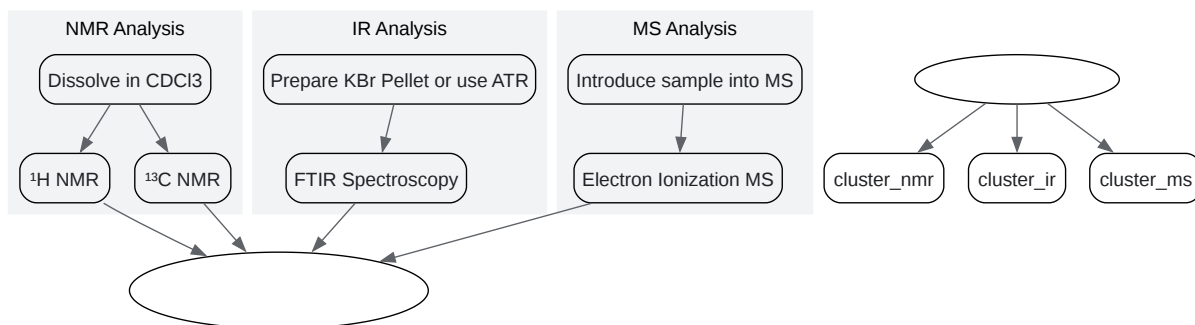 NMR Analysis
IR Analysis
MS Analysis
Dissolve in CDCl3
Prepare KBr Pellet or use ATR
Introduce sample into MS
¹H NMR
¹³C NMR
FTIR Spectroscopy
Electron Ionization MS
cluster_nmr
cluster_ir
cluster_ms